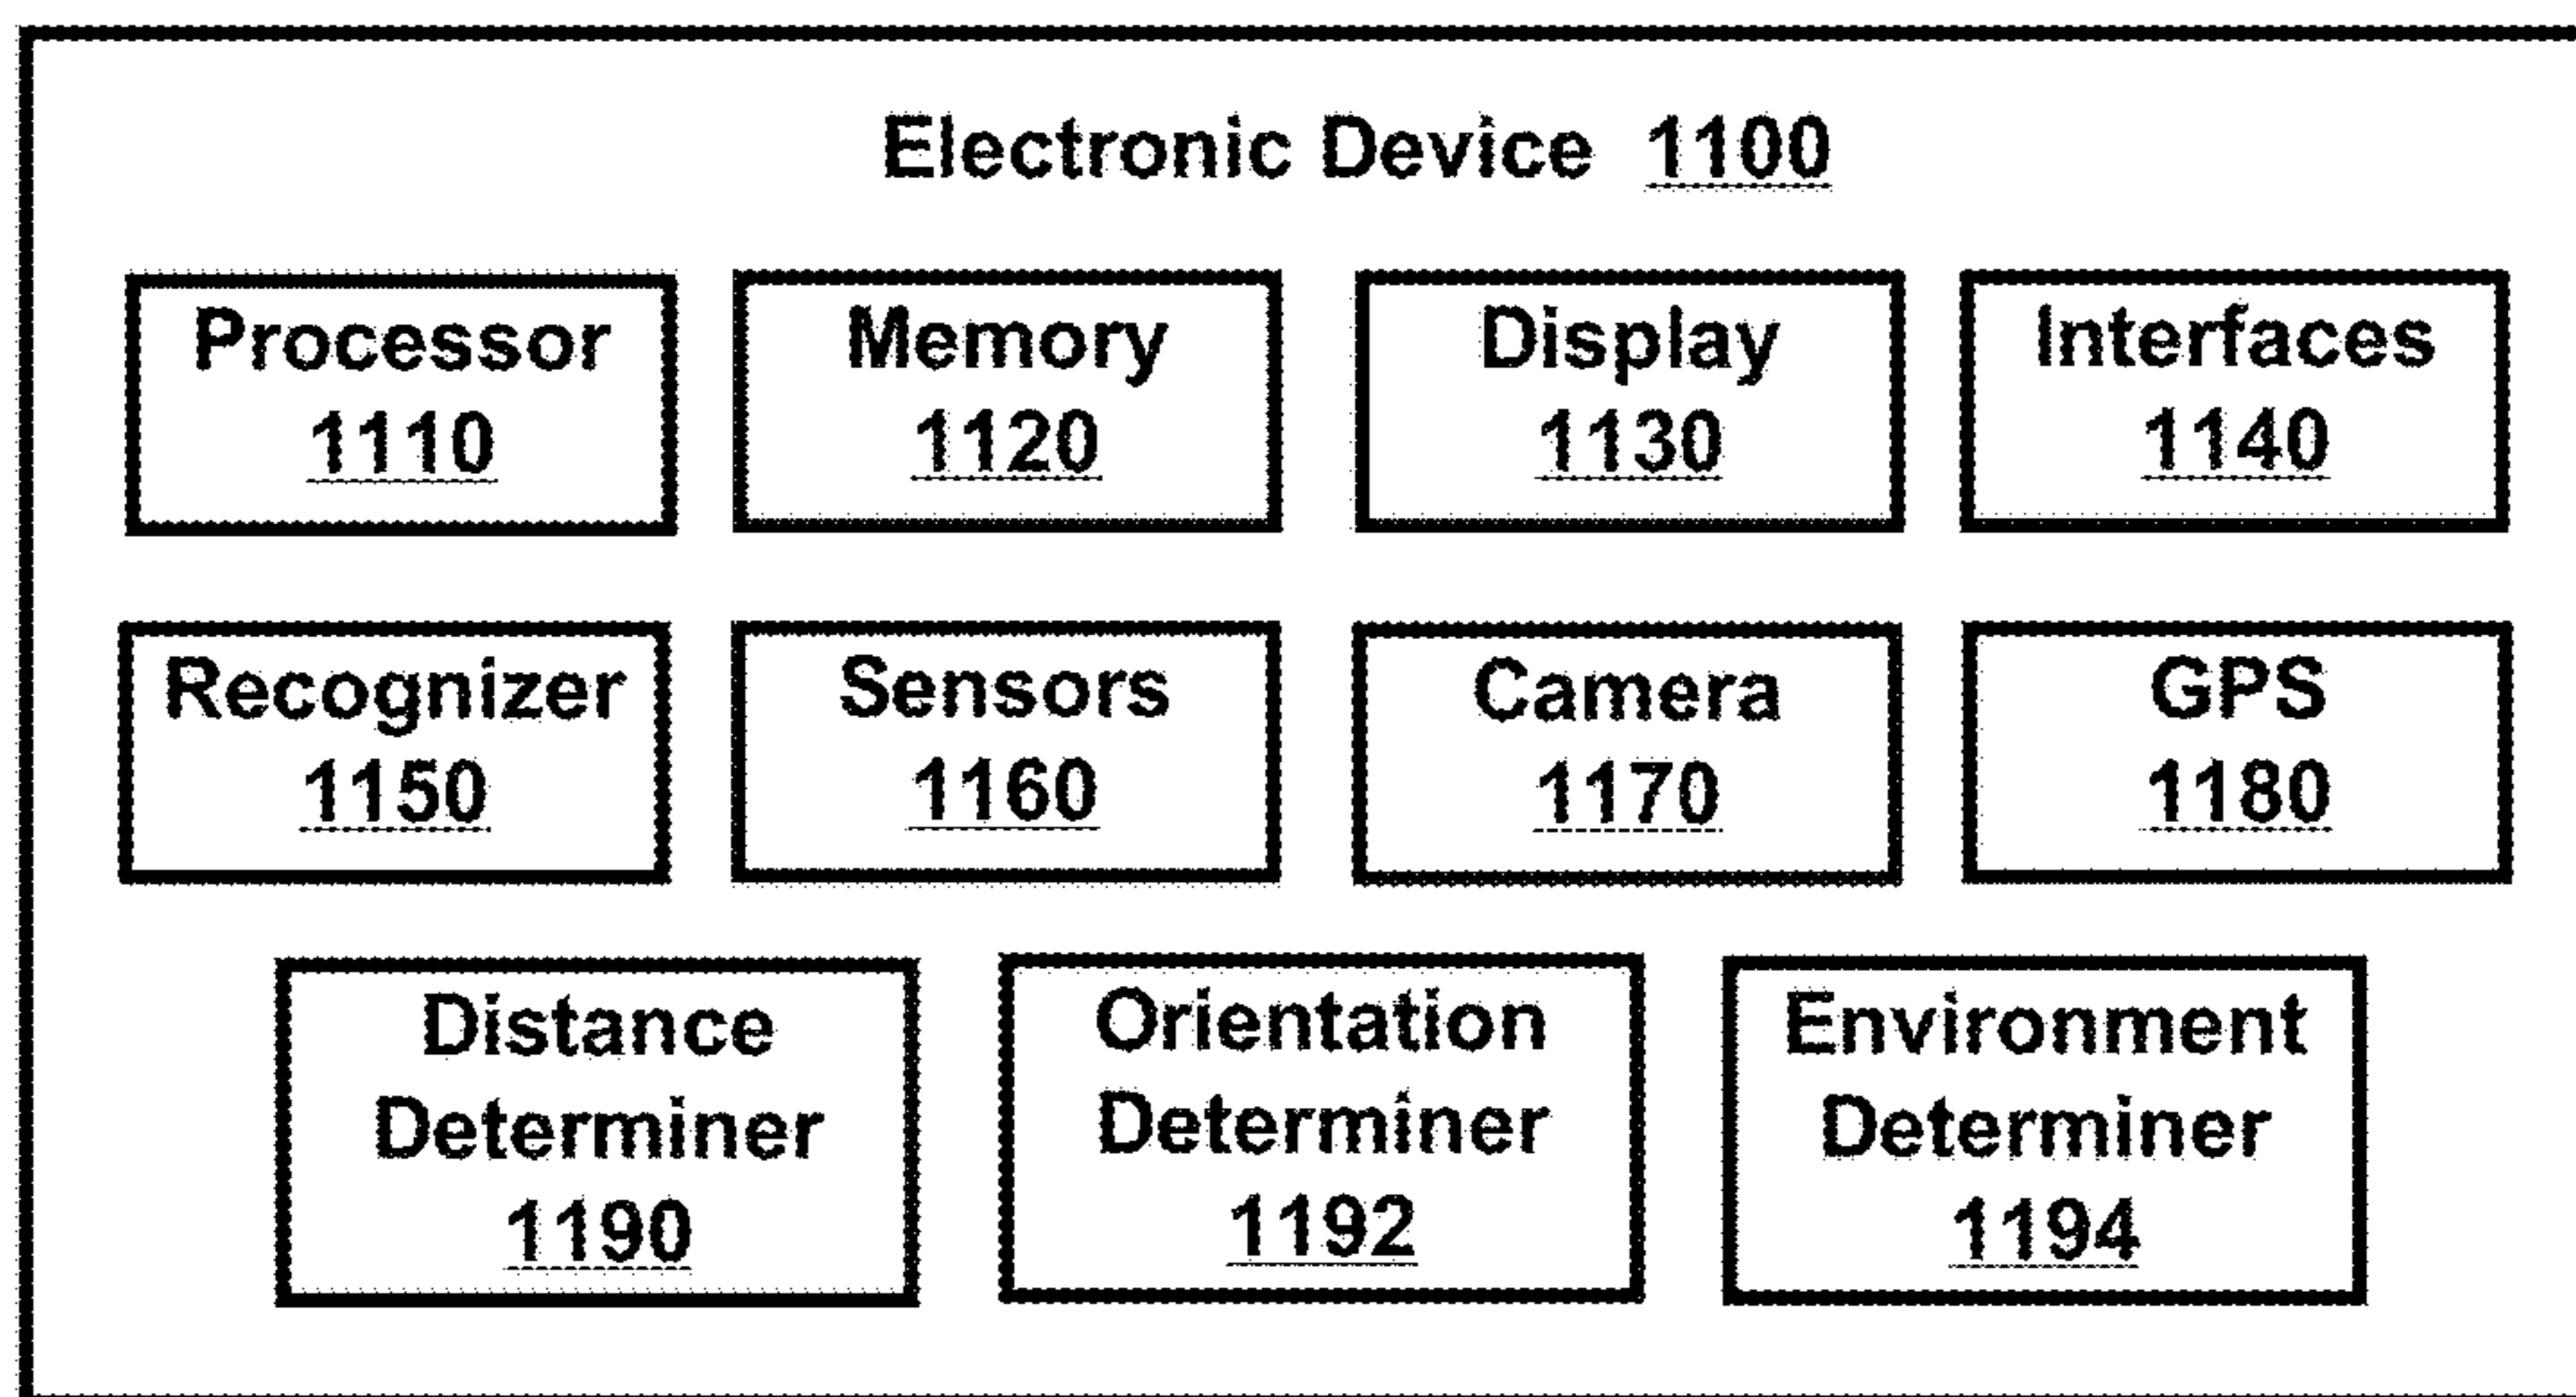 Electronic Device 1100
Processor
1110
Memory
1120
Display
1130
Interfaces
1140
Recognizer
1150
Sensors
1160
Camera
1170
GPS
1180
Distance
Determiner
1190
Orientation
Determiner
1192
Environment
Determiner
1194